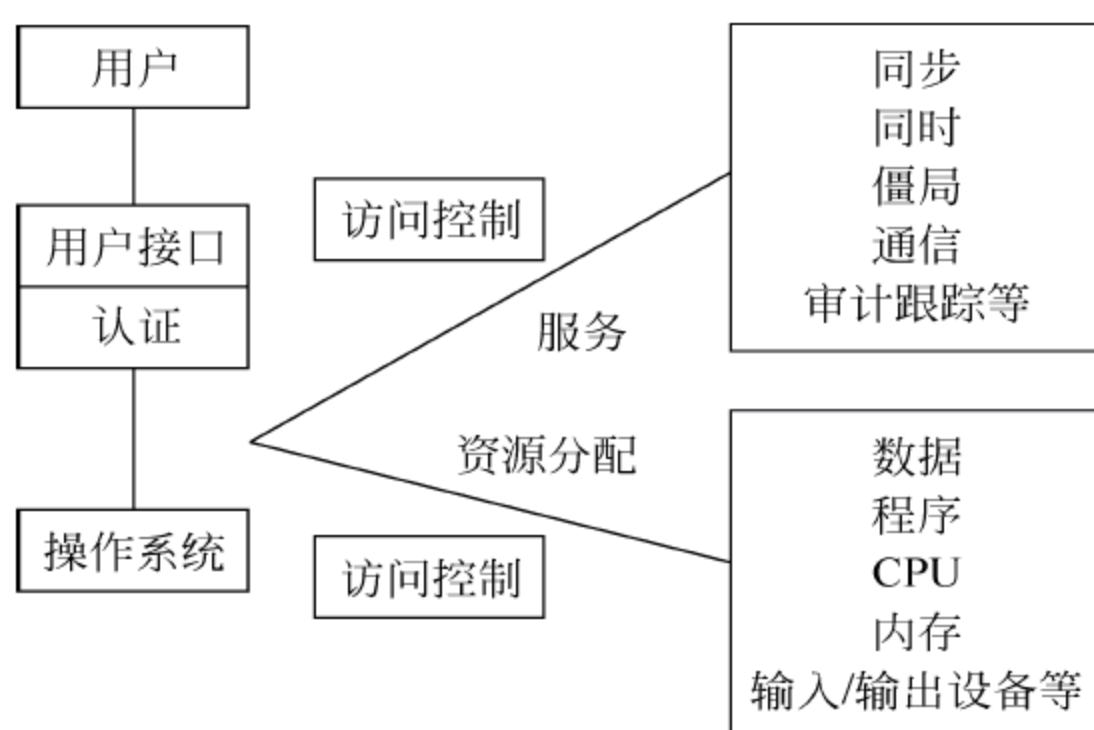 用户
用户接口
认证
操作系统
访问控制
服务
资源分配
访问控制
同步
同时
僵局
通信
审计跟踪等
数据
程序
CPU
内存
输入/输出设备等